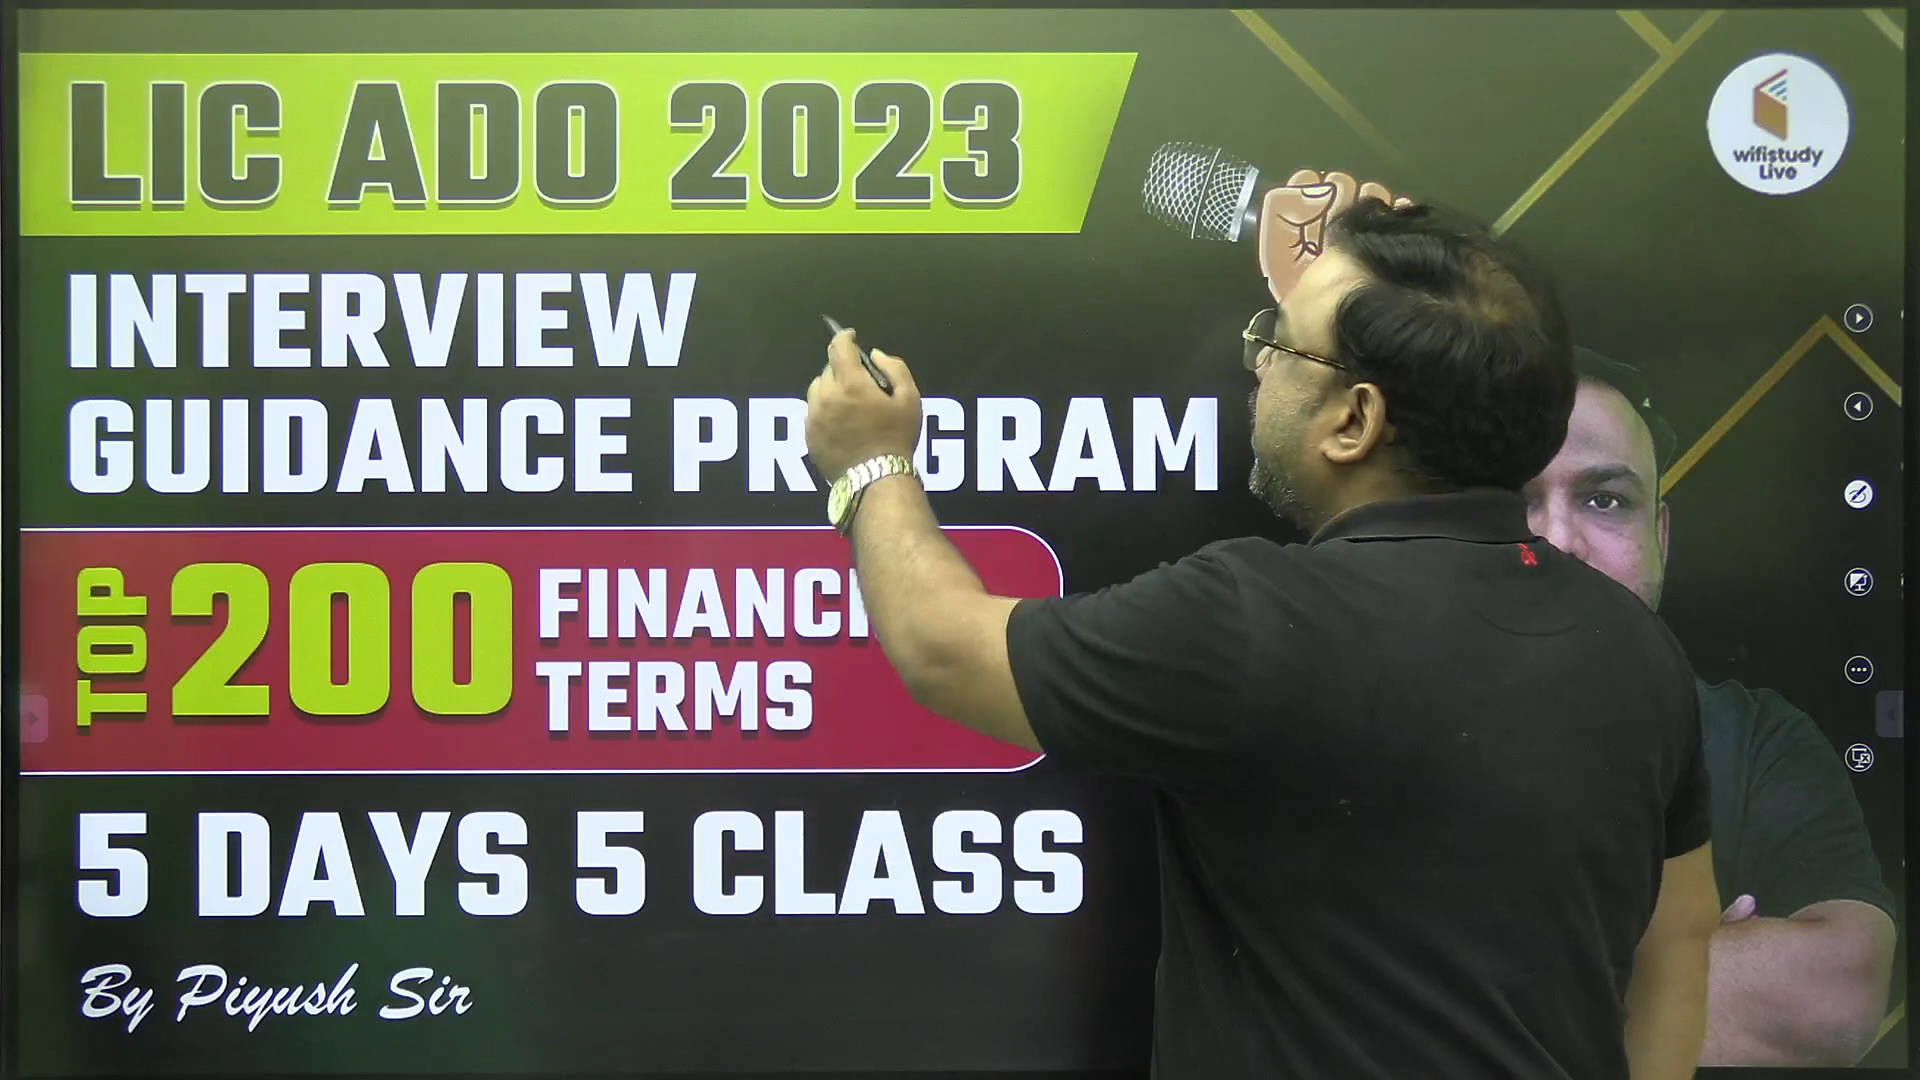 LIC ADO 2023
wifistudy
Live
INTERVIEW
GUIDANCE PR GRAM
TOP 200 FINANCI
TERMS
5 DAYS 5 CLASS
By Piyush Sir